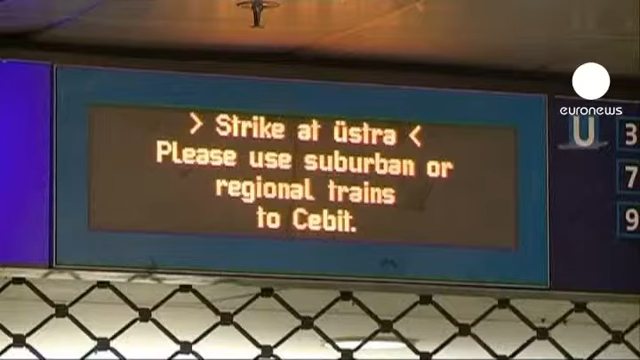 > Strike at üstra <
Please use suburban or
regional trains
to Cebit.
euronews
U
3
7
9